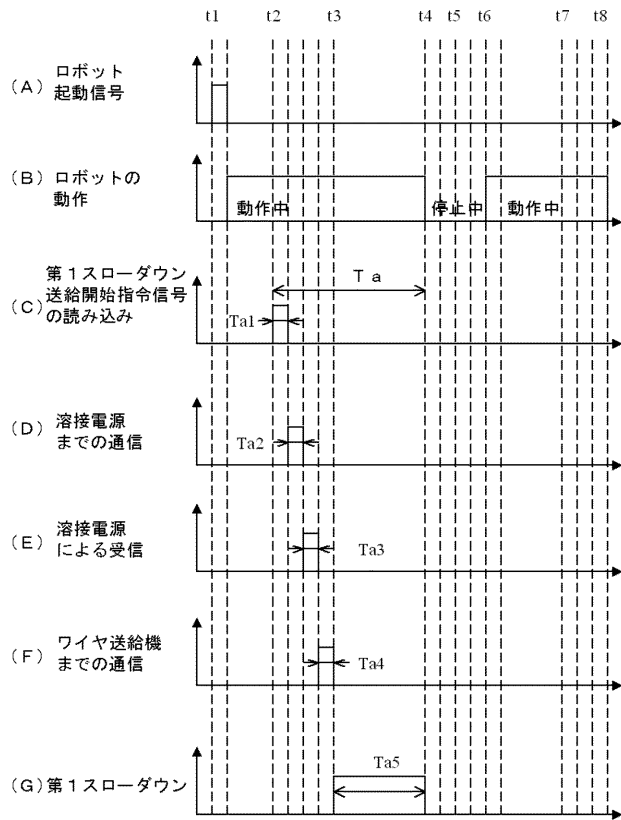 t1 t2 t3 t4 t5 t6 t7 t8
(A) ロボット
起動信号
(B) ロボットの
動作
動作中 停止中 動作中
第1スローダウン
(C) 送給開始指令信号
の読み込み
Ta
Ta1
(D) 溶接電源
までの通信
Ta2
(E) 溶接電源
による受信
Ta3
(F) ワイヤ送給機
までの通信
Ta4
(G) 第1スローダウン
Ta5